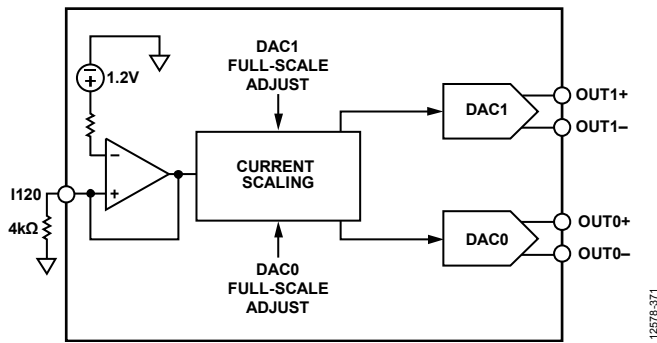 DAC1
FULL-SCALE
ADJUST
1.2V
DAC1
OUT1+
OUT1–
CURRENT
SCALING
I120
4kΩ
DAC0
OUT0+
OUT0–
DAC0
FULL-SCALE
ADJUST
12578-371